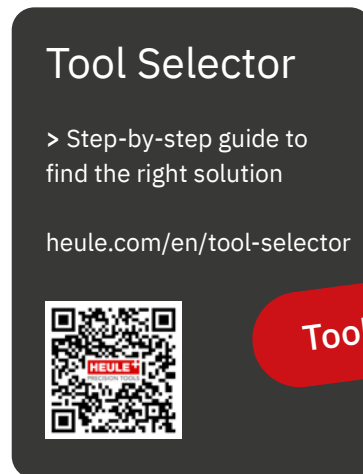 Tool Selector
> Step-by-step guide to
find the right solution
heule.com/en/tool-selector
HEULE+
PRECISION TOOLS
Tool